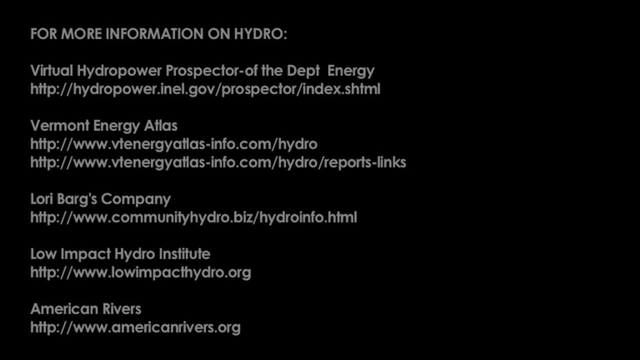 FOR MORE INFORMATION ON HYDRO:
Virtual Hydropower Prospector-of the Dept Energy
http://hydropower.inel.gov/prospector/index.shtml
Vermont Energy Atlas
http://www.vtenergyatlas-info.com/hydro
http://www.vtenergyatlas-info.com/hydro/reports-links
Lori Barg's Company
http://www.communityhydro.biz/hydroinfo.html
Low Impact Hydro Institute
http://www.lowimpacthydro.org
American Rivers
http://www.americanrivers.org